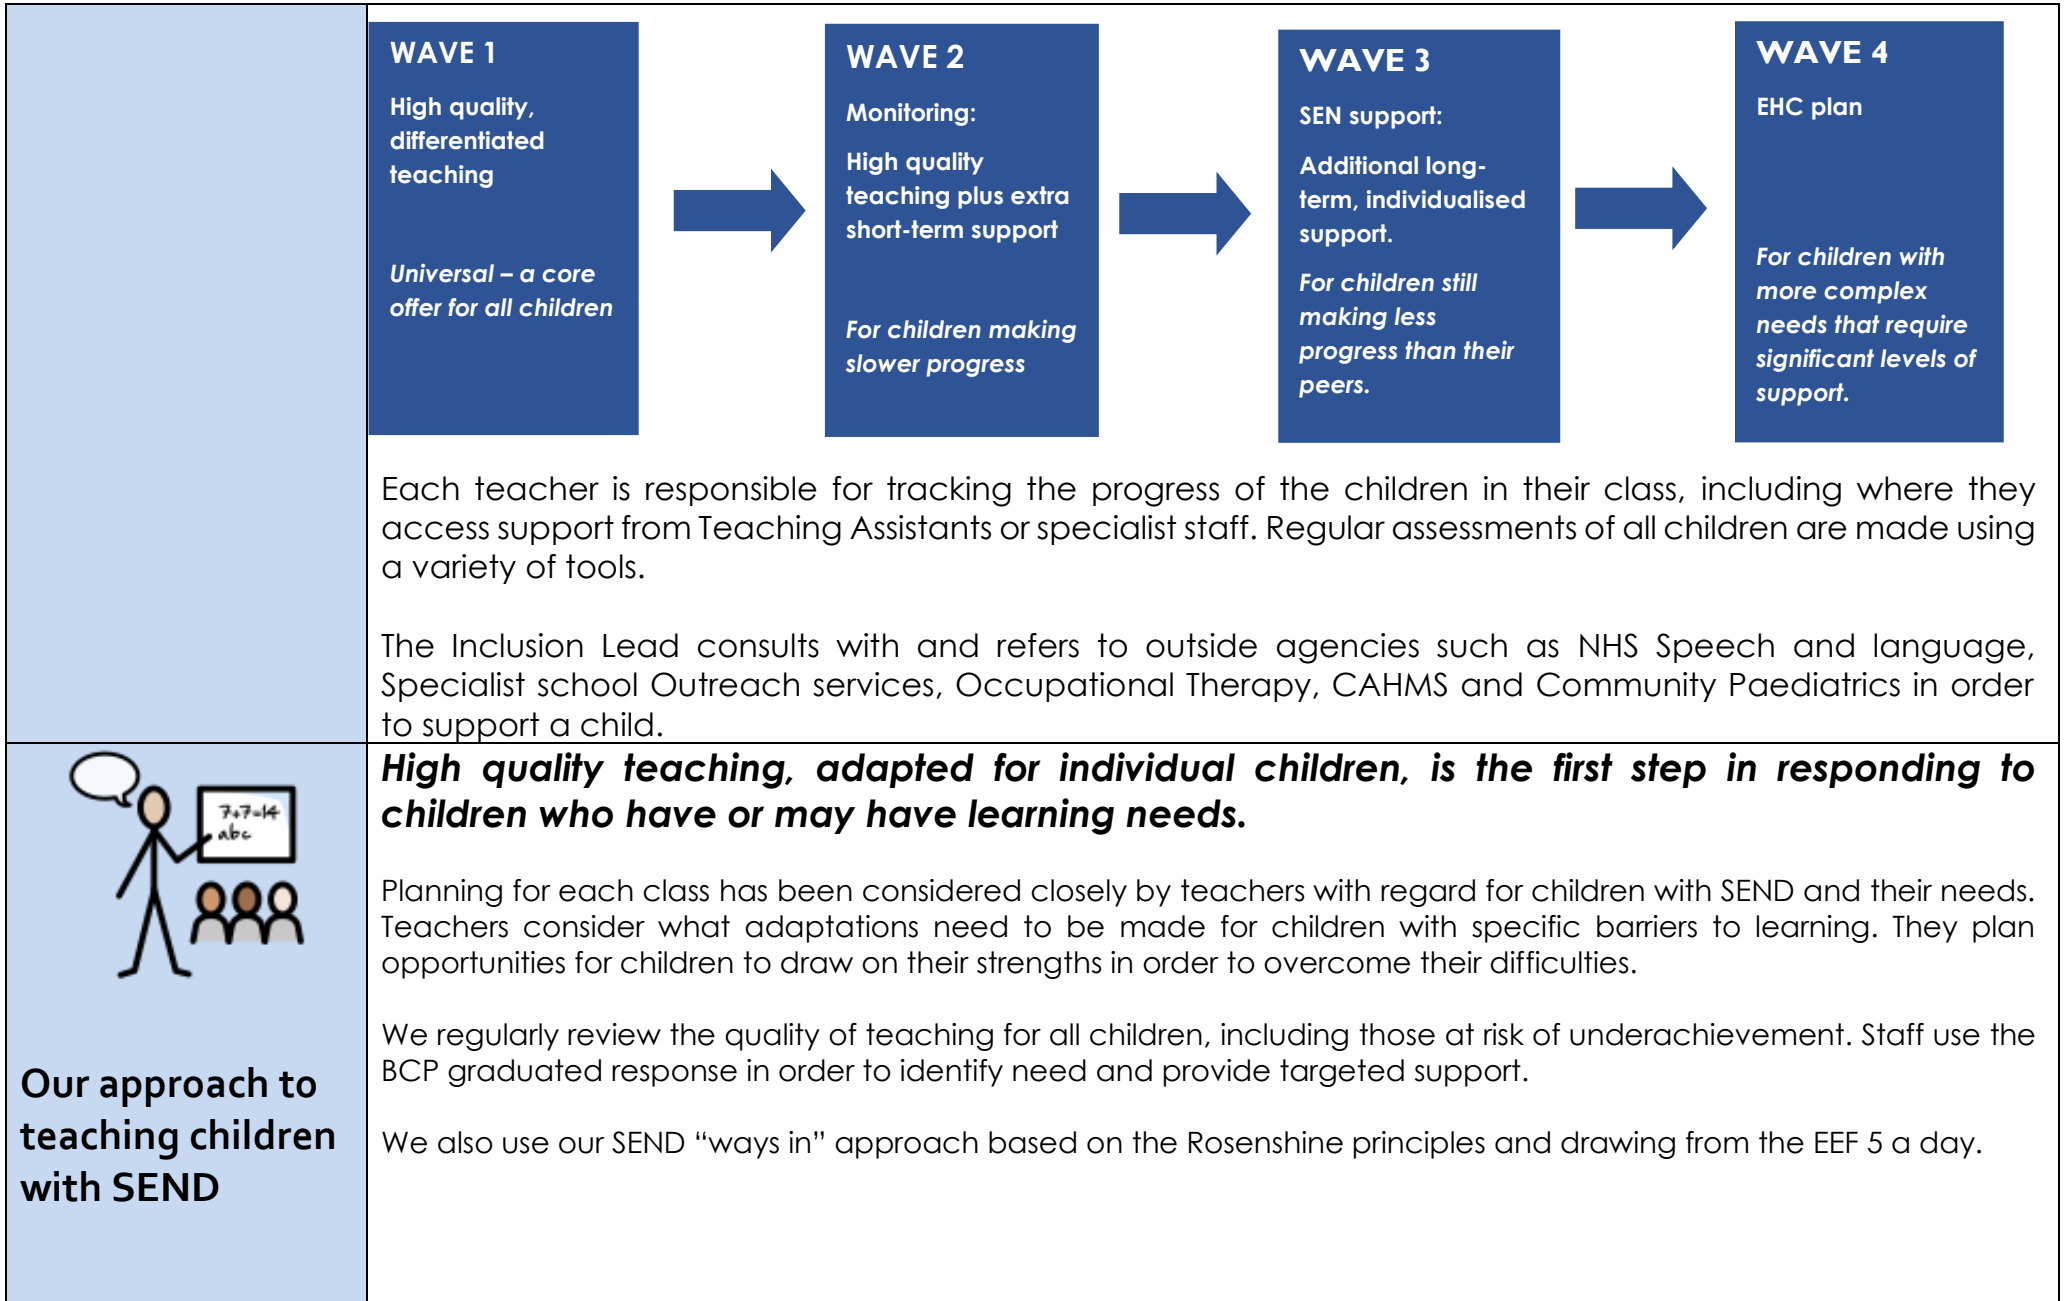 WAVE 1
High quality,
differentiated
teaching
Universal – a core
offer for all children
WAVE 2
Monitoring:
High quality
teaching plus extra
short-term support
For children making
slower progress
WAVE 3
SEN support:
Additional long-
term, individualised
support.
For children still
making less
progress than their
peers.
WAVE 4
EHC plan
For children with
more complex
needs that require
significant levels of
support.
Each teacher is responsible for tracking the progress of the children in their class, including where they
access support from Teaching Assistants or specialist staff. Regular assessments of all children are made using
a variety of tools.
The Inclusion Lead consults with and refers to outside agencies such as NHS Speech and language,
Specialist school Outreach services, Occupational Therapy, CAHMS and Community Paediatrics in order
to support a child.
7+7=14
abc
Our approach to
teaching children
with SEND
High quality teaching, adapted for individual children, is the first step in responding to
children who have or may have learning needs.
Planning for each class has been considered closely by teachers with regard for children with SEND and their needs.
Teachers consider what adaptations need to be made for children with specific barriers to learning. They plan
opportunities for children to draw on their strengths in order to overcome their difficulties.
We regularly review the quality of teaching for all children, including those at risk of underachievement. Staff use the
BCP graduated response in order to identify need and provide targeted support.
We also use our SEND “ways in” approach based on the Rosenshine principles and drawing from the EEF 5 a day.